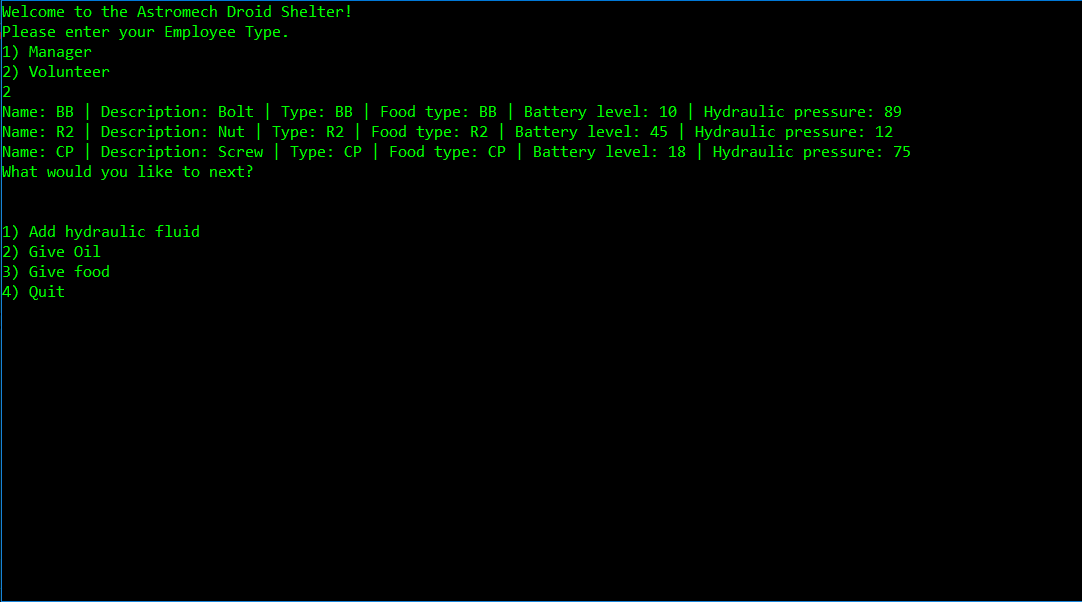 Welcome to the Astromech Droid Shelter!
Please enter your Employee Type.
1) Manager
2) Volunteer
2
Name: BB | Description: Bolt | Type: BB | Food type: BB | Battery level: 10 | Hydraulic pressure: 89
Name: R2 | Description: Nut | Type: R2 | Food type: R2 | Battery level: 45 | Hydraulic pressure: 12
Name: CP | Description: Screw | Type: CP | Food type: CP | Battery level: 18 | Hydraulic pressure: 75
What would you like to next?
1) Add hydraulic fluid
2) Give Oil
3) Give food
4) Quit